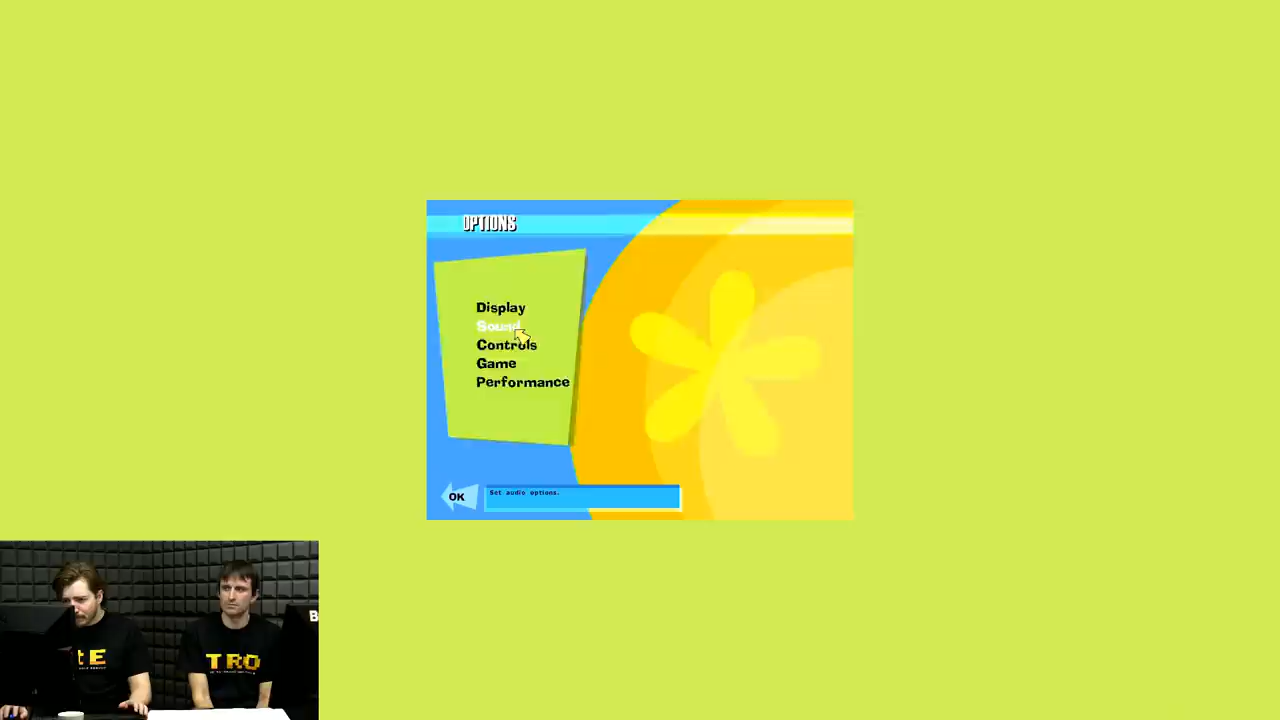 OPTIONS
Display
Sound
Controls
Game
Performance
OK
Set audio options.
TRO